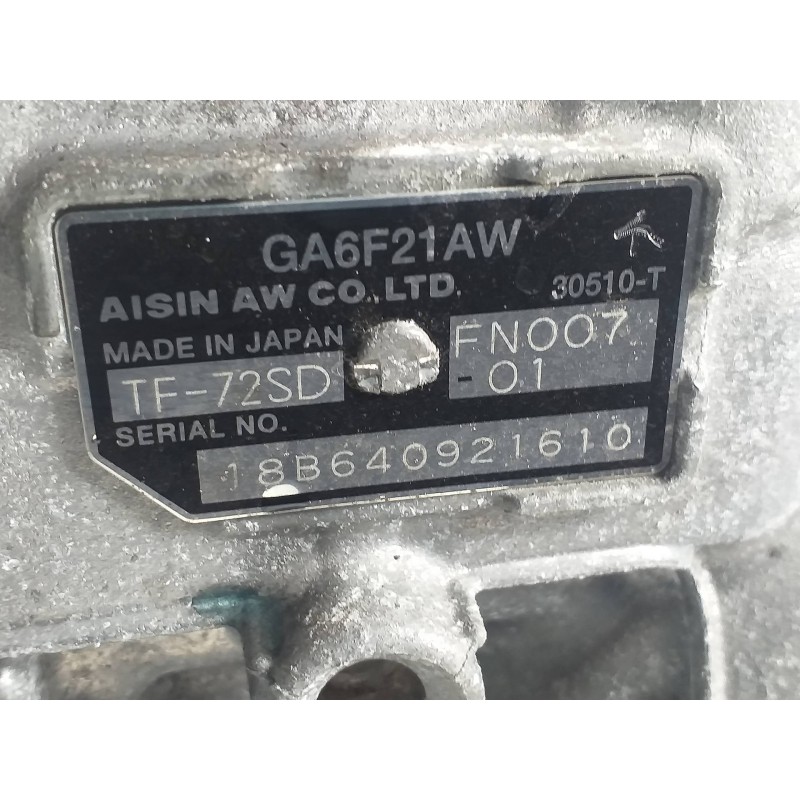 GA6F21AW
AISIN AW CO.,LTD. 30510-T
MADE IN JAPAN FN007
TF-72SD -01
SERIAL NO.
18B640921610